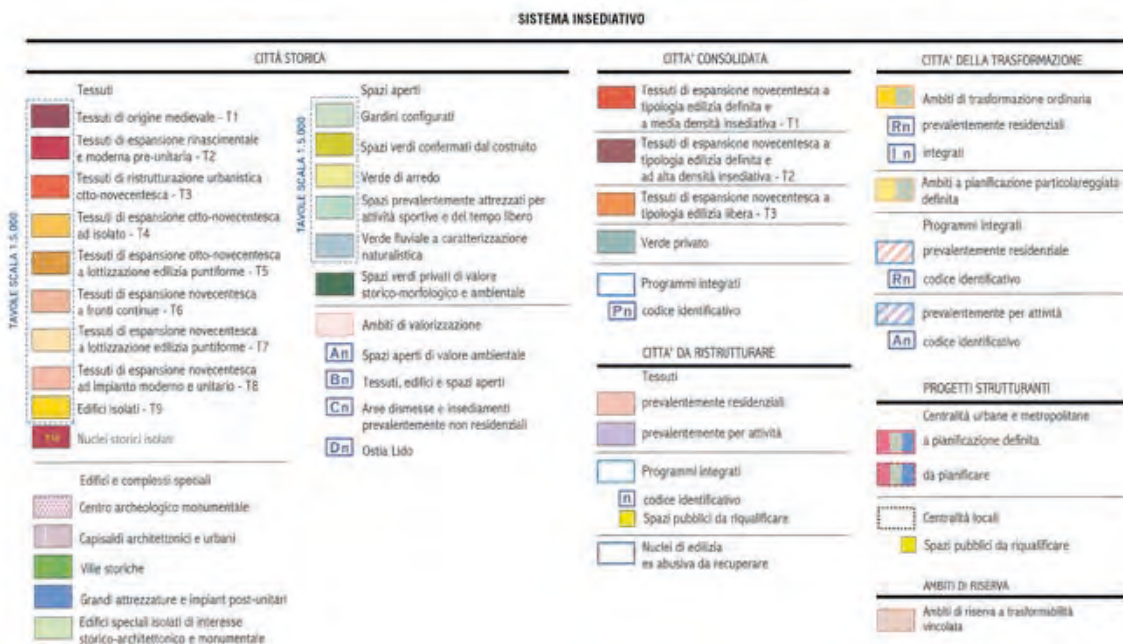 SISTEMA INSEDIATIVO
CITTÀ STORICA
TAVOLE SCALA 1:5.000
Tessuti
Tessuti di origine medievale - T1
Tessuti di espansione rinascimentale
e moderna pre-unitaria - T2
Tessuti di ristrutturazione urbanistica
otto-novecentesca - T3
Tessuti di espansione otto-novecentesca
ad isolato - T4
Tessuti di espansione otto-novecentesca
a lottizzazione edilizia puntiforme - T5
Tessuti di espansione novecentesca
a fronti continue - T6
Tessuti di espansione novecentesca
a lottizzazione edilizia puntiforme - T7
Tessuti di espansione novecentesca
ad impianto moderno e unitario - T8
Edifici isolati - T9
T10 Nuclei storici isolati
Edifici e complessi speciali
Centro archeologico monumentale
Capisaldi architettonici e urbani
Ville storiche
Grandi attrezzature e impiant post-unitari
Edifici speciali isolati di interesse
storico-architettonico e monumentale
TAVOLE SCALA 1:5.000
Spazi aperti
Giardini configurati
Spazi verdi confermati dal costruito
Verde di arredo
Spazi prevalentemente attrezzati per
attività sportive e del tempo libero
Verde fluviale a caratterizzazione
naturalistica
Spazi verdi privati di valore
storico-morfologico e ambientale
Ambiti di valorizzazione
An Spazi aperti di valore ambientale
Bn Tessuti, edifici e spazi aperti
Cn Aree dismesse e insediamenti
prevalentemente non residenziali
Dn Ostia Lido
CITTA' CONSOLIDATA
Tessuti di espansione novecentesca a
tipologia edilizia definita e
a media densità insediativa - T1
Tessuti di espansione novecentesca a
tipologia edilizia definita e
ad alta densità insediativa - T2
Tessuti di espansione novecentesca a
tipologia edilizia libera - T3
Verde privato
Programmi integrati
Pn codice identificativo
CITTA' DA RISTRUTTURARE
Tessuti
prevalentemente residenziali
prevalentemente per attività
Programmi integrati
n codice identificativo
Spazi pubblici da riqualificare
Nuclei di edilizia
ex abusiva da recuperare
CITTA' DELLA TRASFORMAZIONE
Ambiti di trasformazione ordinaria
Rn prevalentemente residenziali
In integrati
Ambiti a pianificazione particolareggiata
definita
Programmi integrati
prevalentemente residenziale
Rn codice identificativo
prevalentemente per attività
An codice identificativo
PROGETTI STRUTTURANTI
Centralità urbane e metropolitane
a pianificazione definita
da pianificare
Centralità locali
Spazi pubblici da riqualificare
AMBITI DI RISERVA
Ambiti di riserva a trasformabilità
vincolata